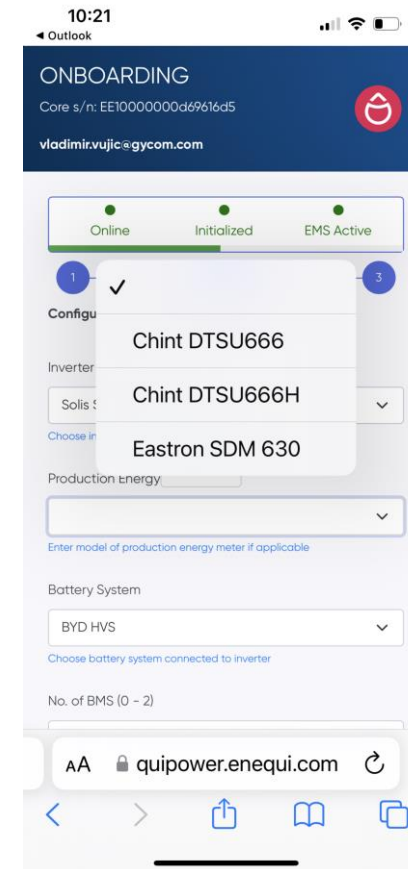 10:21
◀ Outlook
ONBOARDING
Core s/n: EE10000000d69616d5
vladimir.vujic@gycom.com
Online Initialized EMS Active
1 3
Configu
✓
Chint DTSU666
Chint DTSU666H
Eastron SDM 630
Inverter
Solis S
Choose in
Production Energy
Enter model of production energy meter if applicable
Battery System
BYD HVS
Choose battery system connected to inverter
No. of BMS (0 - 2)
AA quipower.enequi.com